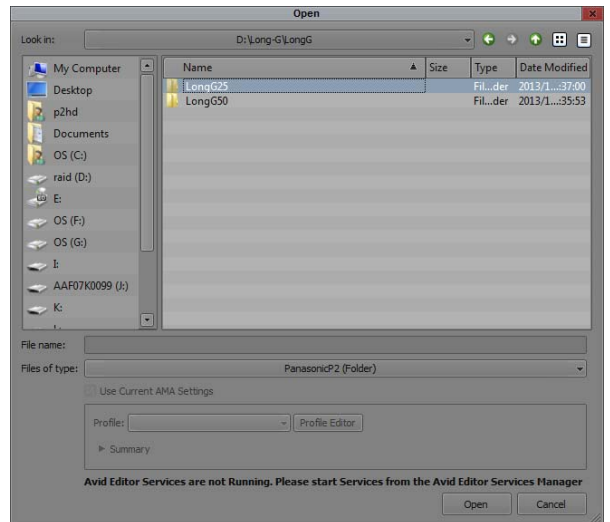 Open
Look in: D:\Long-G\LongG
Name Size Type Date Modified
My Computer
Desktop
p2hd
Documents
OS (C:)
raid (D:)
E:
OS (F:)
OS (G:)
I:
AAF07K0099 (J:)
K:
LongG25 Fil...der 2013/1...:37:00
LongG50 Fil...der 2013/1...:35:53
File name:
Files of type: PanasonicP2 (Folder)
Use Current AMA Settings
Profile: Profile Editor
Summary
Avid Editor Services are not Running. Please start Services from the Avid Editor Services Manager
Open Cancel